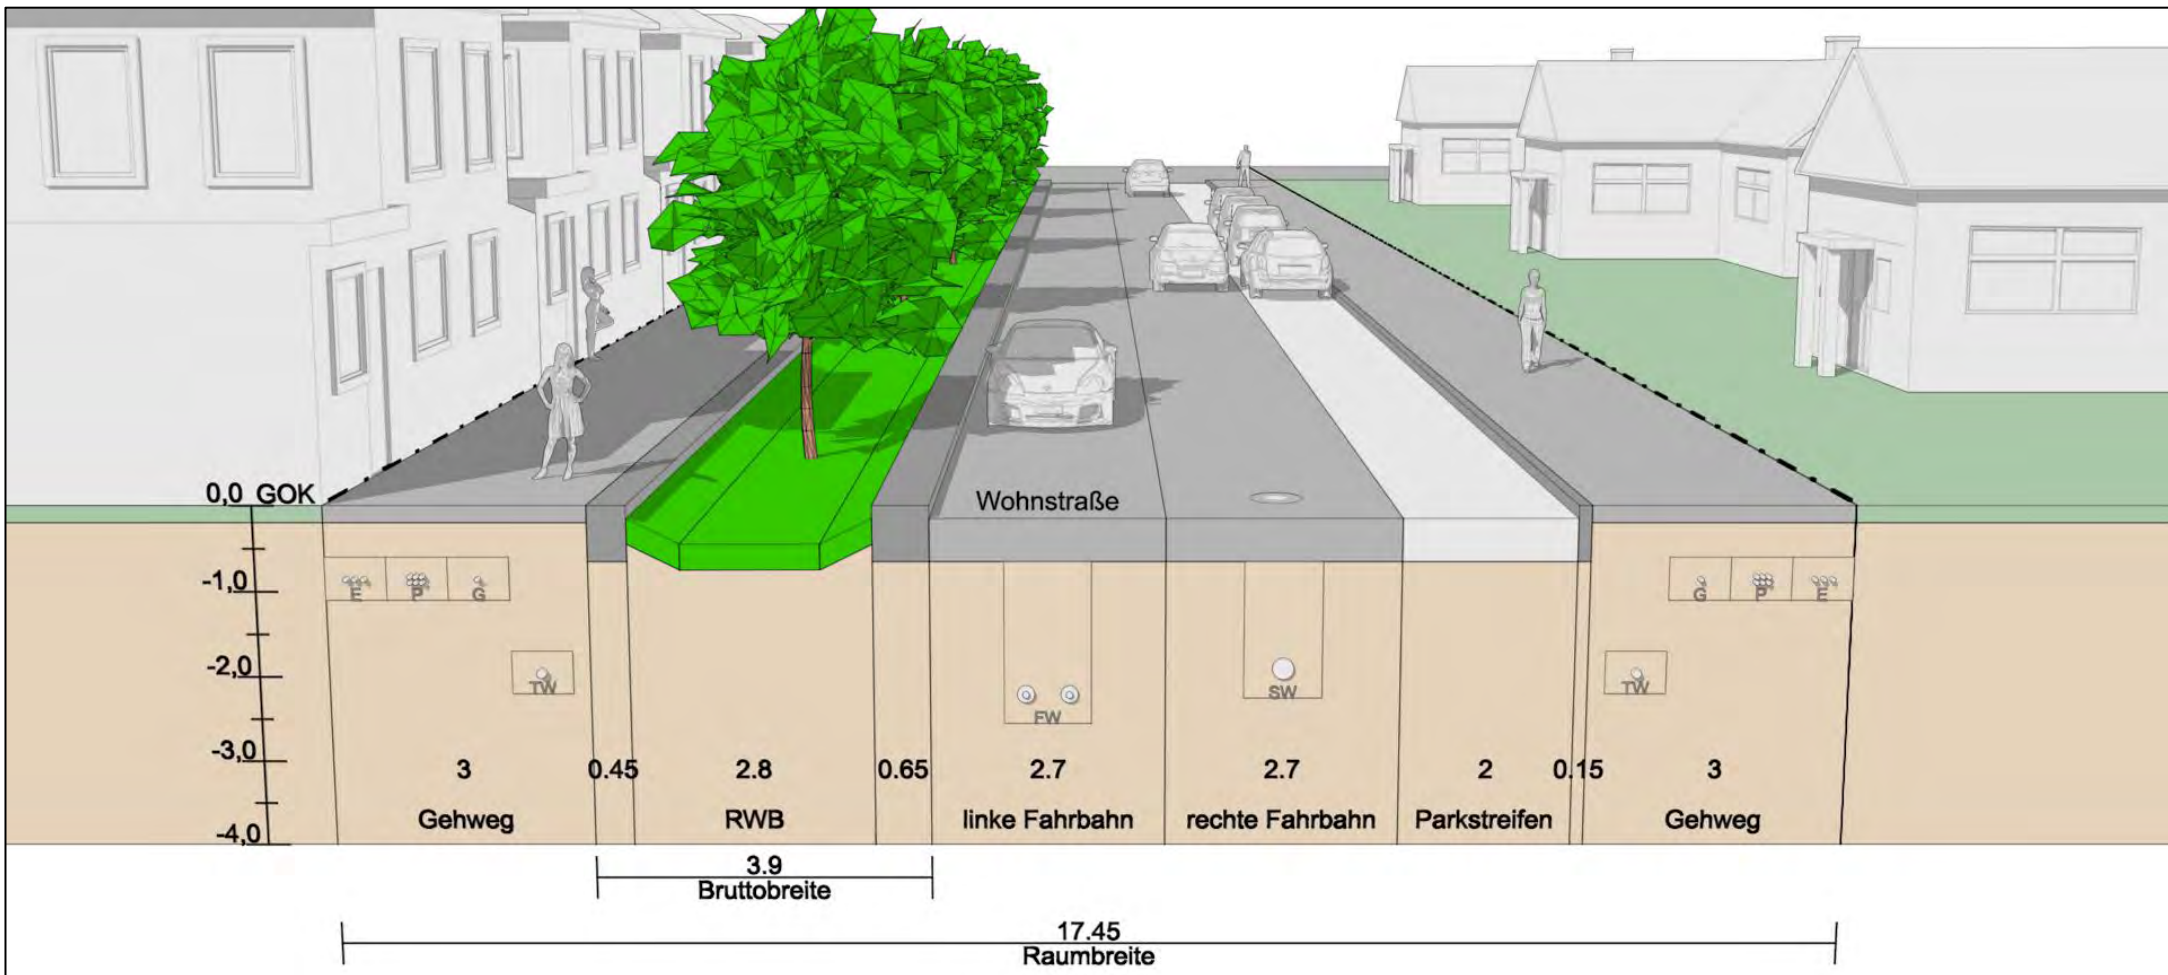 0,0 GOK
Wohnstraße
-1,0
E P G
G P E
-2,0
TW
FW
SW
TW
-3,0
3 0.45 2.8 0.65 2.7 2.7 2 0.15 3
Gehweg RWB linke Fahrbahn rechte Fahrbahn Parkstreifen Gehweg
-4,0
3.9
Bruttobreite
17.45
Raumbreite